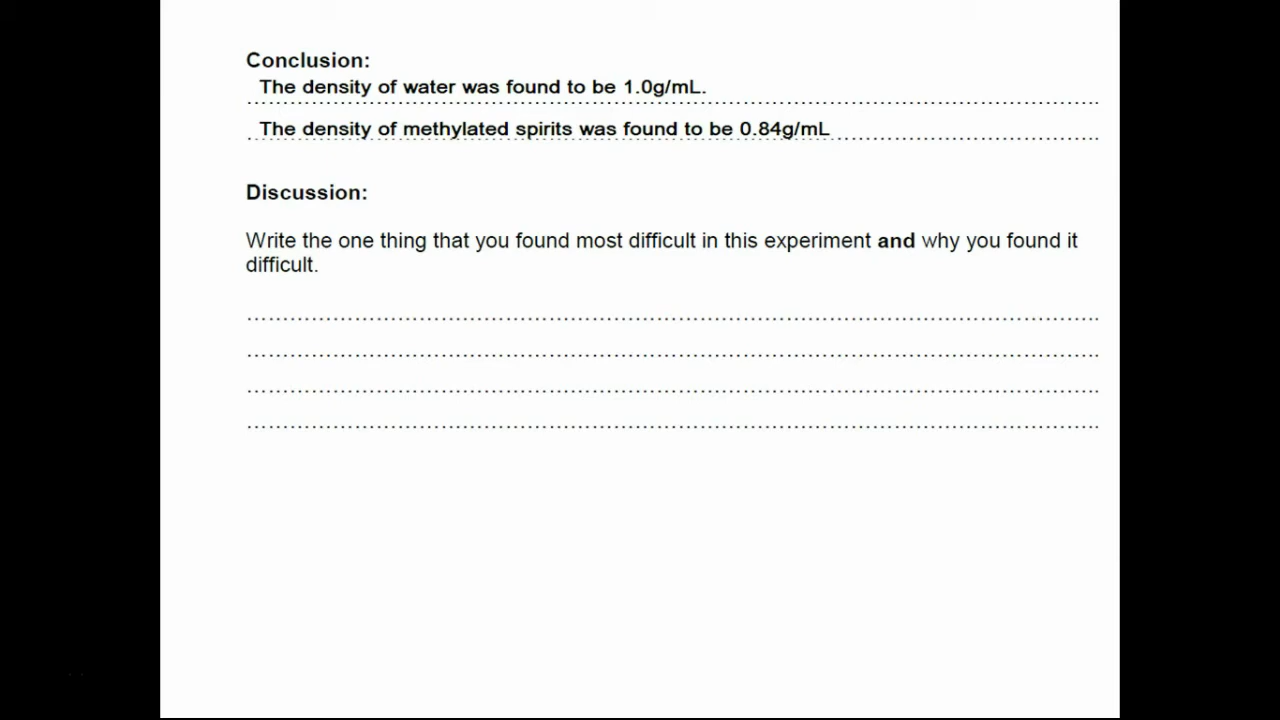 Conclusion:
The density of water was found to be 1.0g/mL.
The density of methylated spirits was found to be 0.84g/mL
Discussion:
Write the one thing that you found most difficult in this experiment and why you found it
difficult.